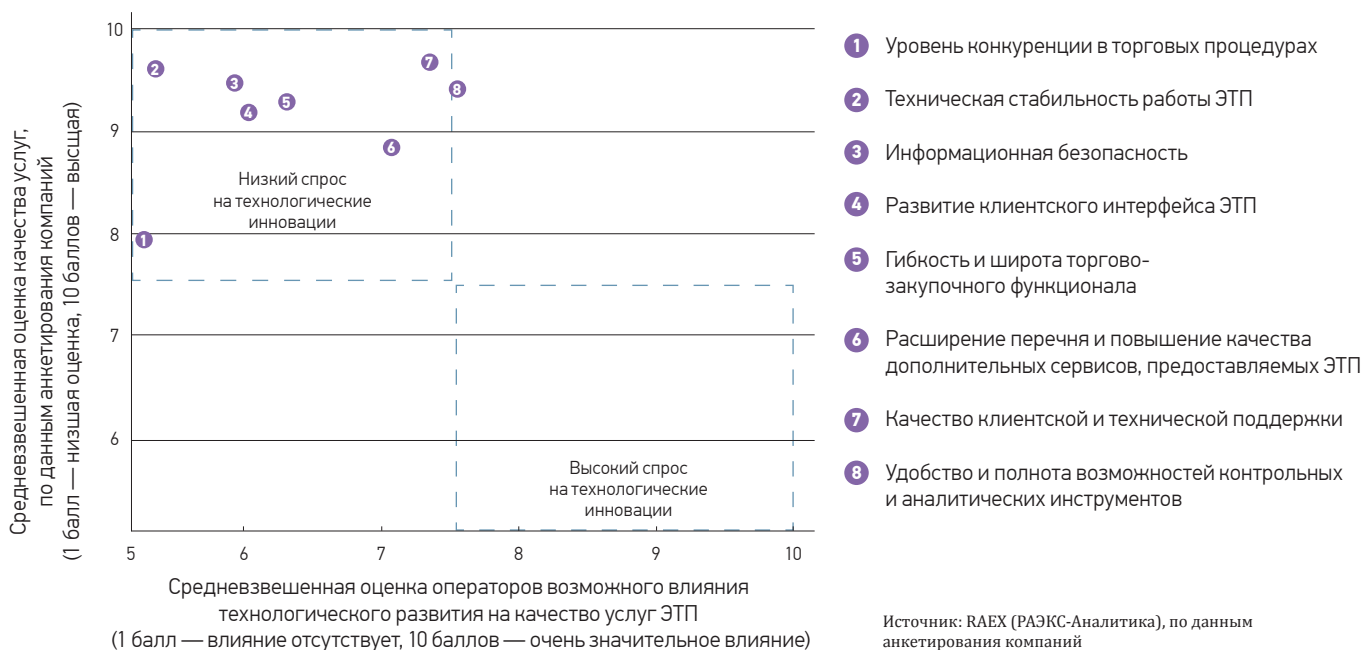 Средневзвешенная оценка качества услуг,
по данным анкетирования компаний
(1 балл — низшая оценка, 10 баллов — высщая)
10
9
8
7
6
2
3
4
5
7
8
6
1
Низкий спрос
на технологические
инновации
Высокий спрос
на технологические
инновации
5
6
7
8
9
10
Средневзвешенная оценка операторов возможного влияния
технологического развития на качество услуг ЭТП
(1 балл — влияние отсутствует, 10 баллов — очень значительное влияние)
1 Уровень конкуренции в торговых процедурах
2 Техническая стабильность работы ЭТП
3 Информационная безопасность
4 Развитие клиентского интерфейса ЭТП
5 Гибкость и широта торгово-
закупочного функционала
6 Расширение перечня и повышение качества
дополнительных сервисов, предоставляемых ЭТП
7 Качество клиентской и технической поддержки
8 Удобство и полнота возможностей контрольных
и аналитических инструментов
Источник: RAEX (РАЭКС-Аналитика), по данным
анкетирования компаний